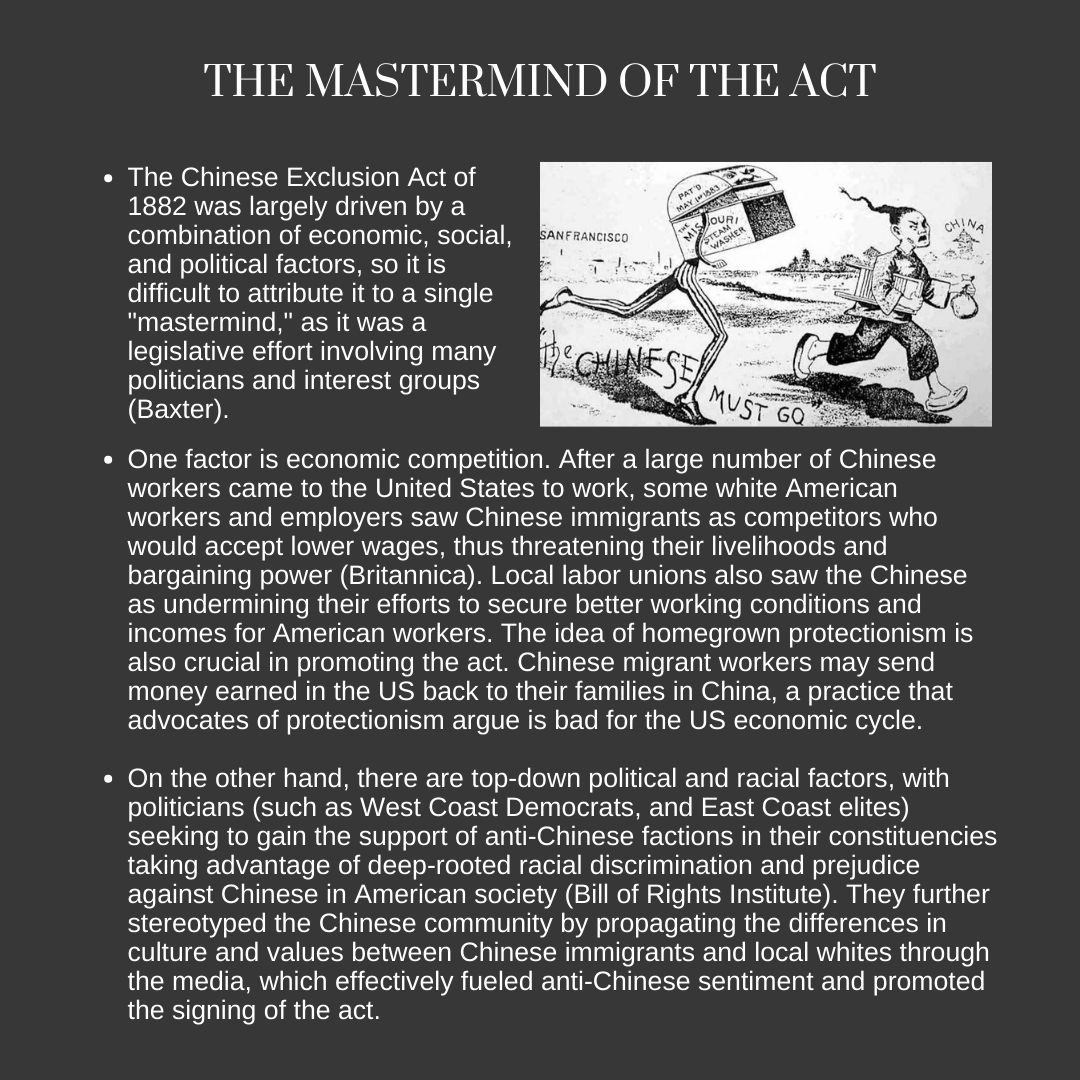 THE MASTERMIND OF THE ACT
• The Chinese Exclusion Act of
1882 was largely driven by a
combination of economic, social,
and political factors, so it is
difficult to attribute it to a single
"mastermind," as it was a
legislative effort involving many
politicians and interest groups
(Baxter).
PAT'D
MAY 1st 1883
THE
MISSOURI
STEAM
WASHER
SANFRANCISCO
CHINA
"the CHINESE
MUST GO"
• One factor is economic competition. After a large number of Chinese
workers came to the United States to work, some white American
workers and employers saw Chinese immigrants as competitors who
would accept lower wages, thus threatening their livelihoods and
bargaining power (Britannica). Local labor unions also saw the Chinese
as undermining their efforts to secure better working conditions and
incomes for American workers. The idea of homegrown protectionism is
also crucial in promoting the act. Chinese migrant workers may send
money earned in the US back to their families in China, a practice that
advocates of protectionism argue is bad for the US economic cycle.
• On the other hand, there are top-down political and racial factors, with
politicians (such as West Coast Democrats, and East Coast elites)
seeking to gain the support of anti-Chinese factions in their constituencies
taking advantage of deep-rooted racial discrimination and prejudice
against Chinese in American society (Bill of Rights Institute). They further
stereotyped the Chinese community by propagating the differences in
culture and values between Chinese immigrants and local whites through
the media, which effectively fueled anti-Chinese sentiment and promoted
the signing of the act.